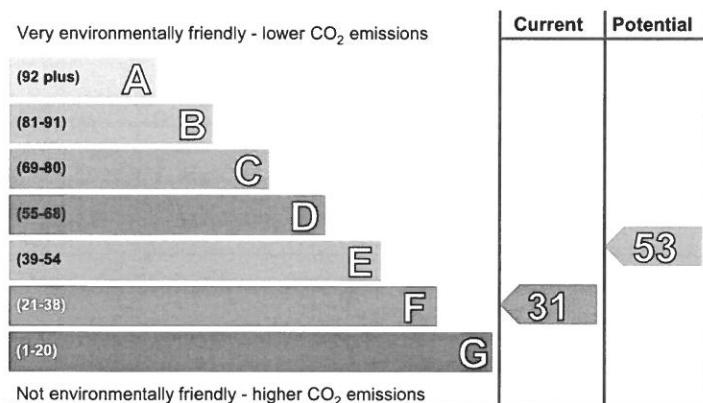 Very environmentally friendly - lower CO2 emissions
Current
Potential
(92 plus) A
(81-91) B
(69-80) C
(55-68) D
(39-54 E
53
(21-38) F
31
(1-20) G
Not environmentally friendly - higher CO2 emissions